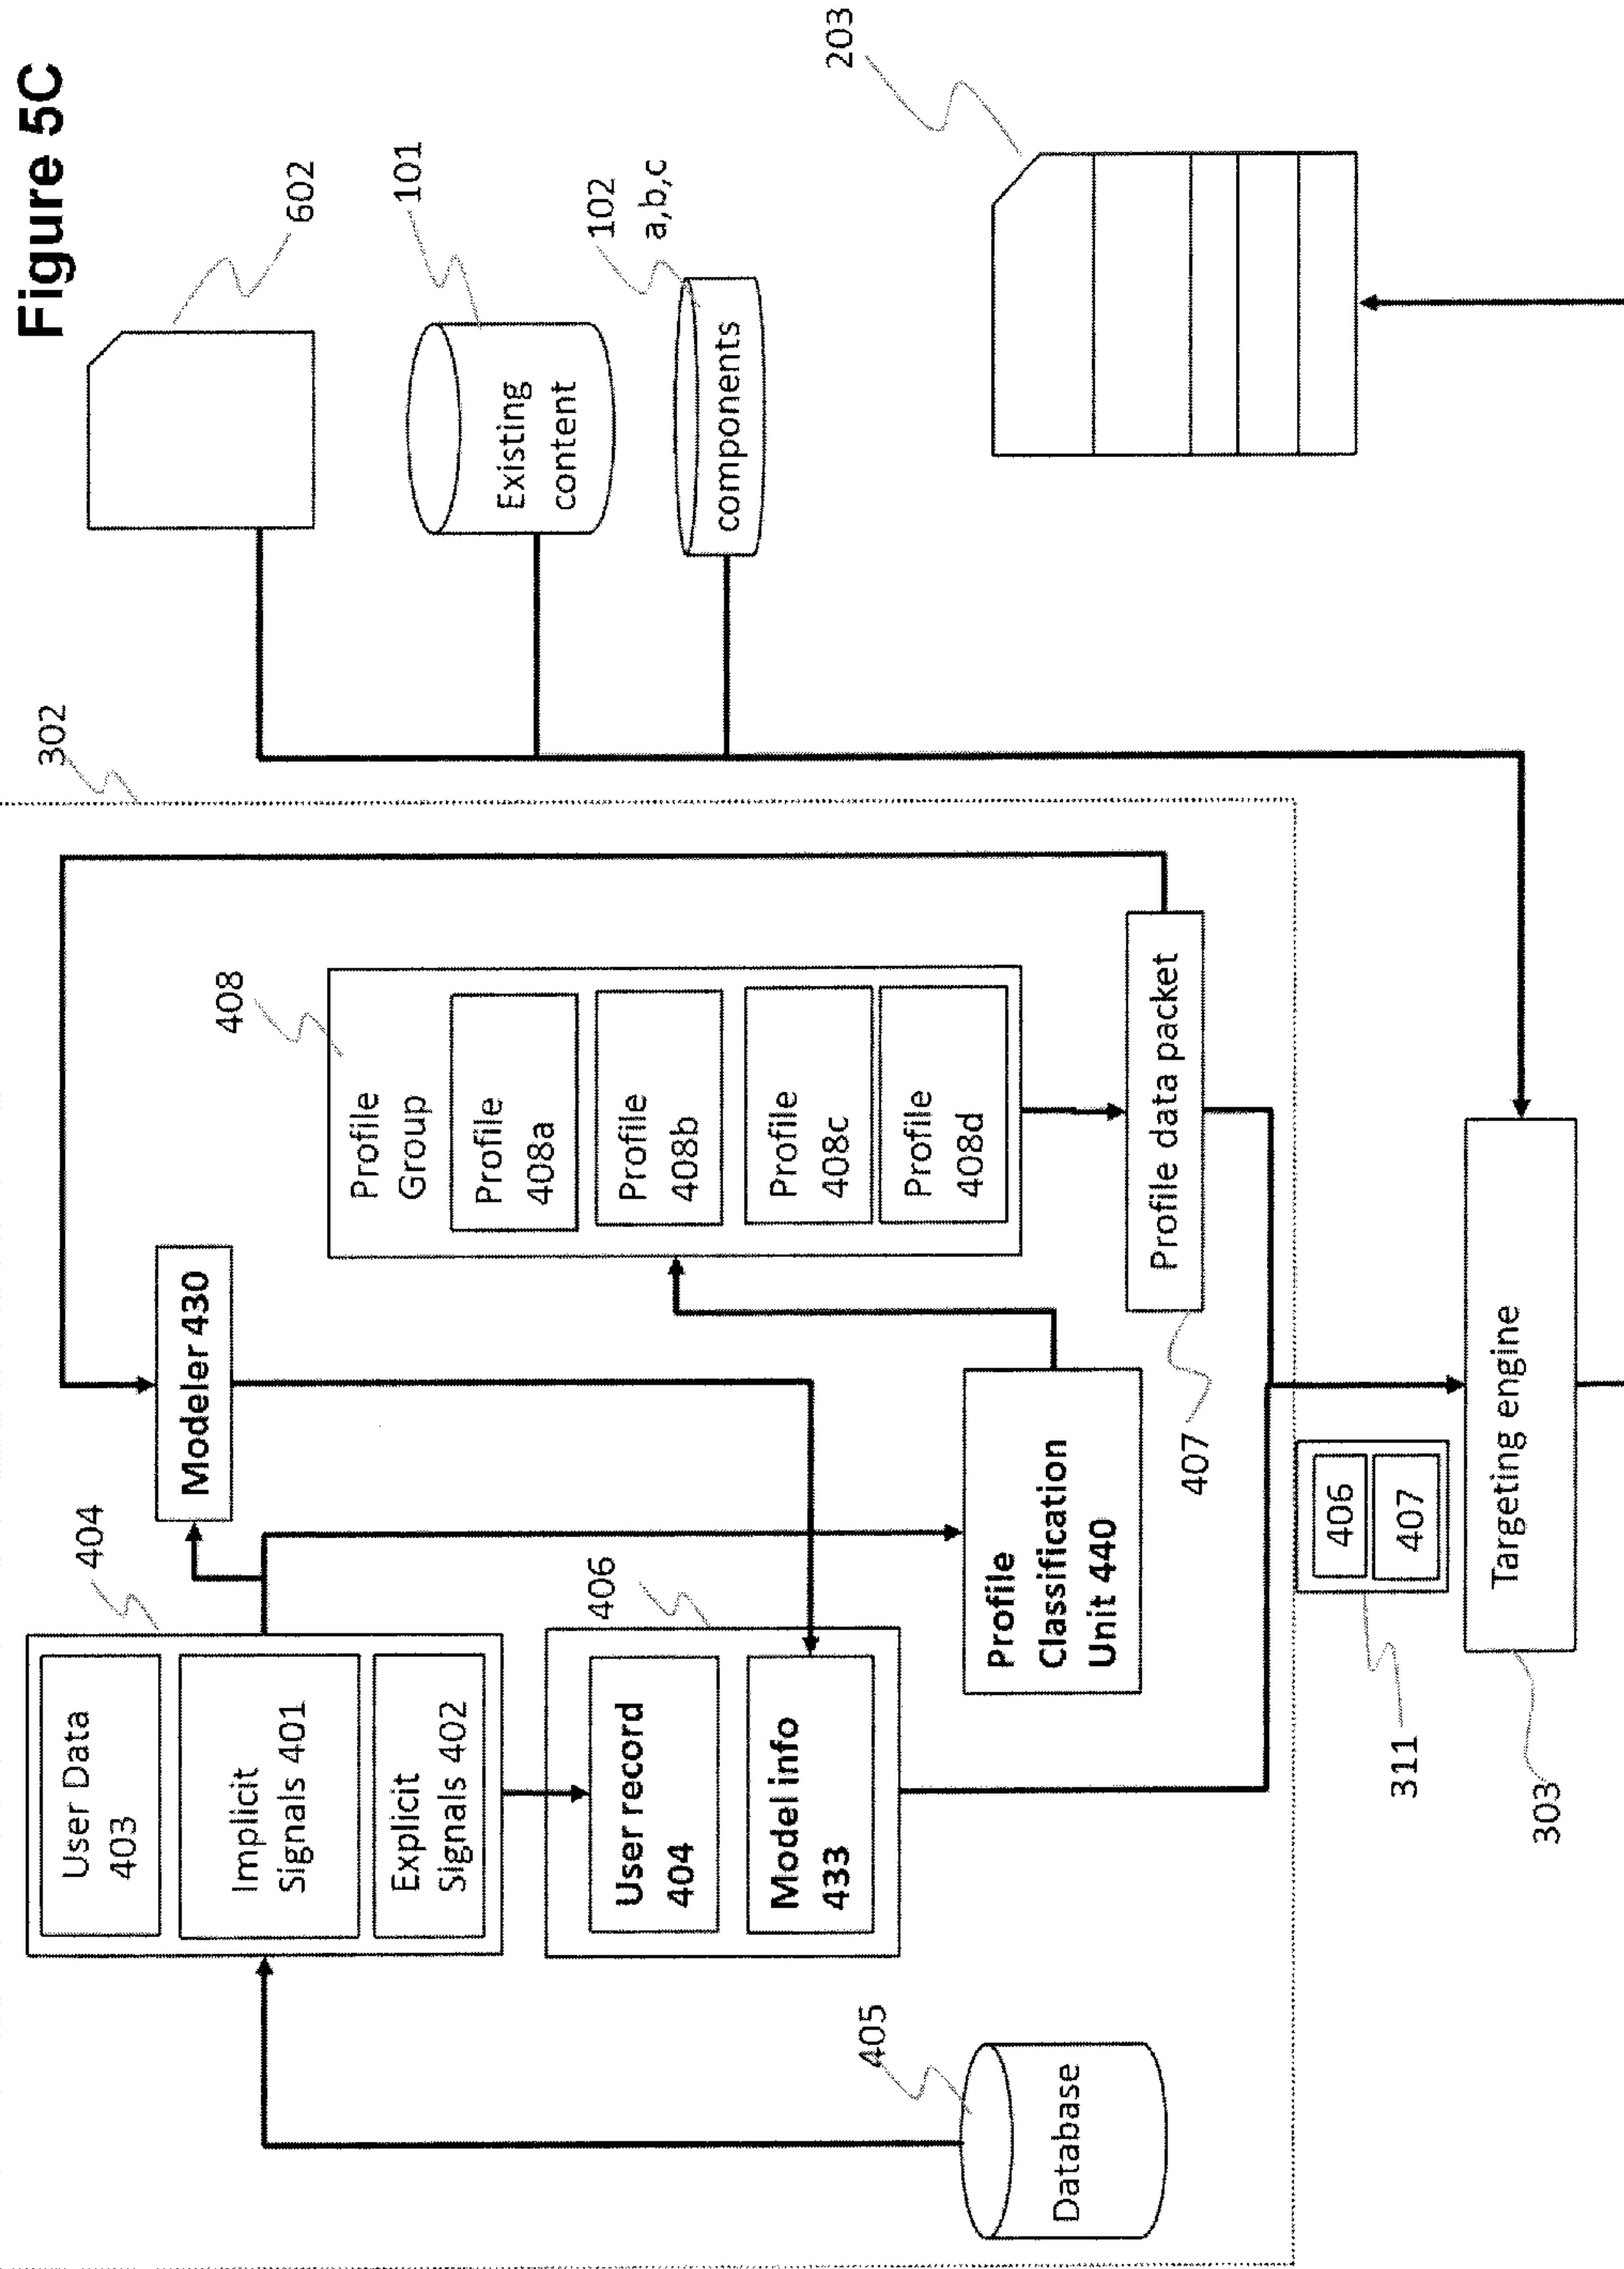 Figure 5C
302
602
404
User Data
403
Implicit
Signals 401
Explicit
Signals 402
Modeler 430
408
Profile
Group
Profile
408a
Profile
408b
Profile
408c
Profile
408d
Existing
content
101
components
102
a,b,c
406
User record
404
Model info
433
405
Database
Profile
Classification
Unit 440
407
Profile data packet
203
311
406
407
303
Targeting engine